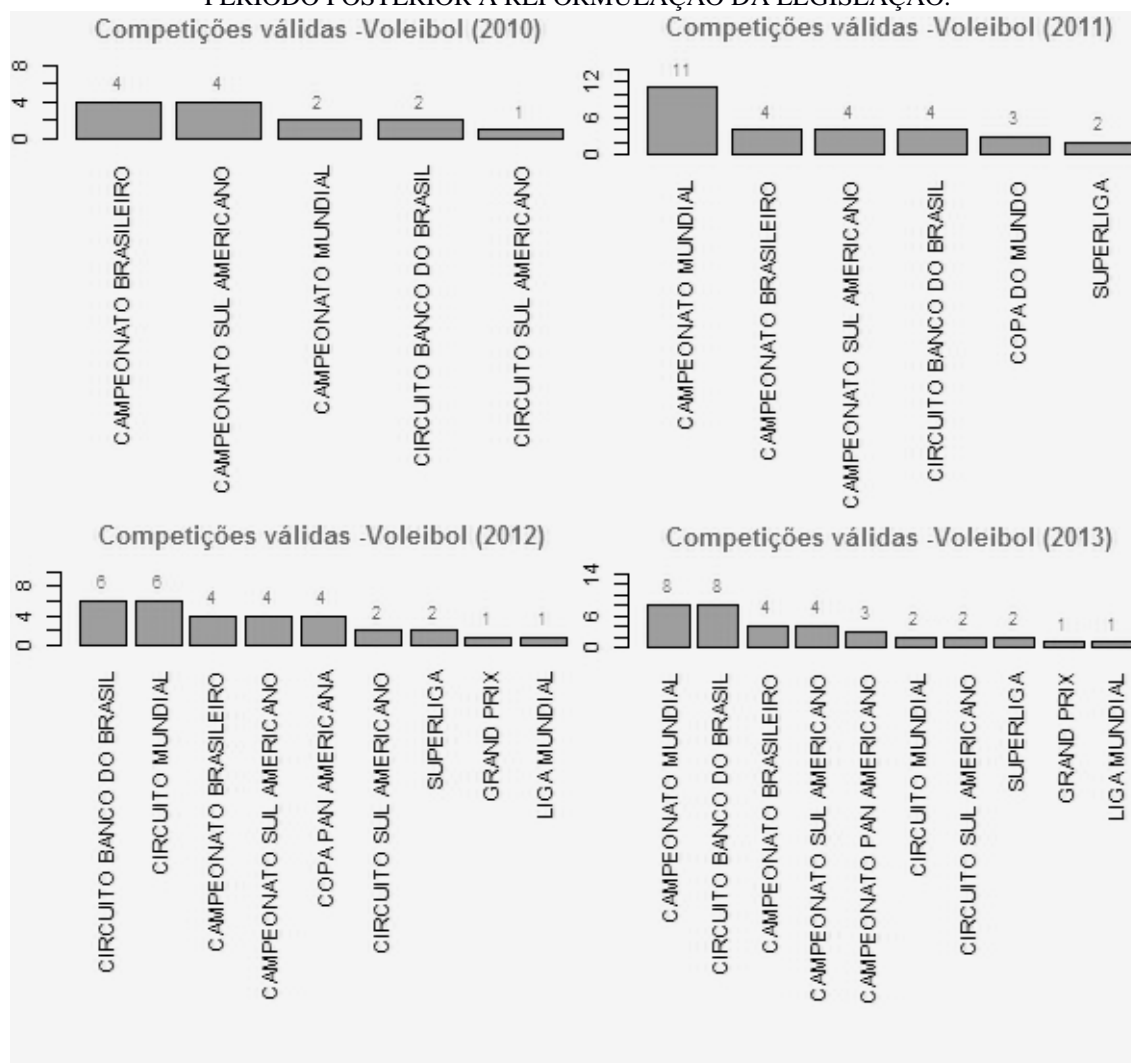 PERÍODO POSTERIOR À REFORMULAÇÃO DA LEGISLAÇÃO.
Competições válidas -Voleibol (2010)
8
4
0
4
4
2
2
1
CAMPEONATO BRASILEIRO
CAMPEONATO SUL AMERICANO
CAMPEONATO MUNDIAL
CIRCUITO BANCO DO BRASIL
CIRCUITO SUL AMERICANO
Competições válidas -Voleibol (2011)
12
6
0
11
4
4
4
3
2
CAMPEONATO MUNDIAL
CAMPEONATO BRASILEIRO
CAMPEONATO SUL AMERICANO
CIRCUITO BANCO DO BRASIL
COPA DO MUNDO
SUPERLIGA
Competições válidas -Voleibol (2012)
8
4
0
6
6
4
4
4
2
2
1
1
CIRCUITO BANCO DO BRASIL
CIRCUITO MUNDIAL
CAMPEONATO BRASILEIRO
CAMPEONATO SUL AMERICANO
COPA PAN AMERICANA
CIRCUITO SUL AMERICANO
SUPERLIGA
GRAND PRIX
LIGA MUNDIAL
Competições válidas -Voleibol (2013)
14
6
0
8
8
4
4
3
2
2
2
1
1
CAMPEONATO MUNDIAL
CIRCUITO BANCO DO BRASIL
CAMPEONATO BRASILEIRO
CAMPEONATO SUL AMERICANO
CAMPEONATO PAN AMERICANO
CIRCUITO MUNDIAL
CIRCUITO SUL AMERICANO
SUPERLIGA
GRAND PRIX
LIGA MUNDIAL